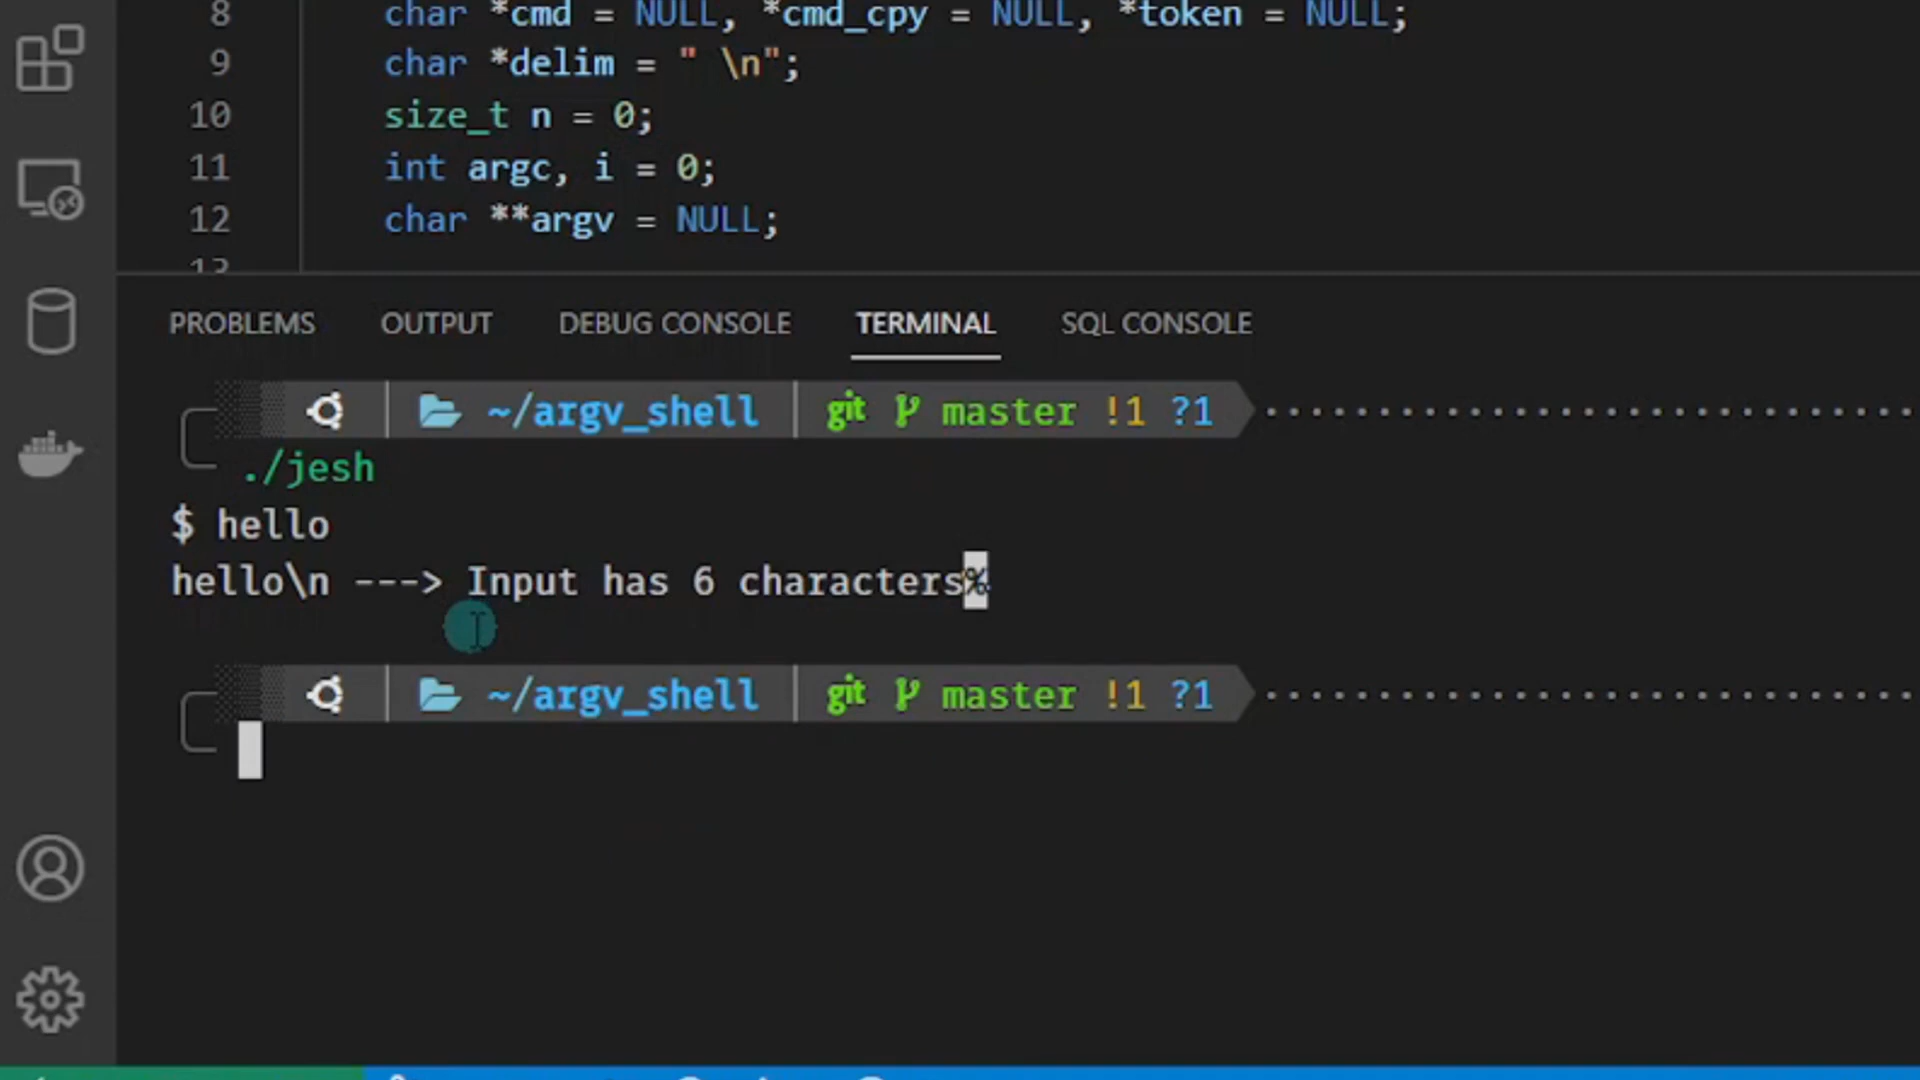 8 char *cmd = NULL, *cmd_cpy = NULL, *token = NULL;
9 char *delim = " \n";
10 size_t n = 0;
11 int argc, i = 0;
12 char **argv = NULL;
13
PROBLEMS OUTPUT DEBUG CONSOLE TERMINAL SQL CONSOLE
~/argv_shell git master !1 ?1
./jesh
$ hello
hello\n ---> Input has 6 characters%
~/argv_shell git master !1 ?1